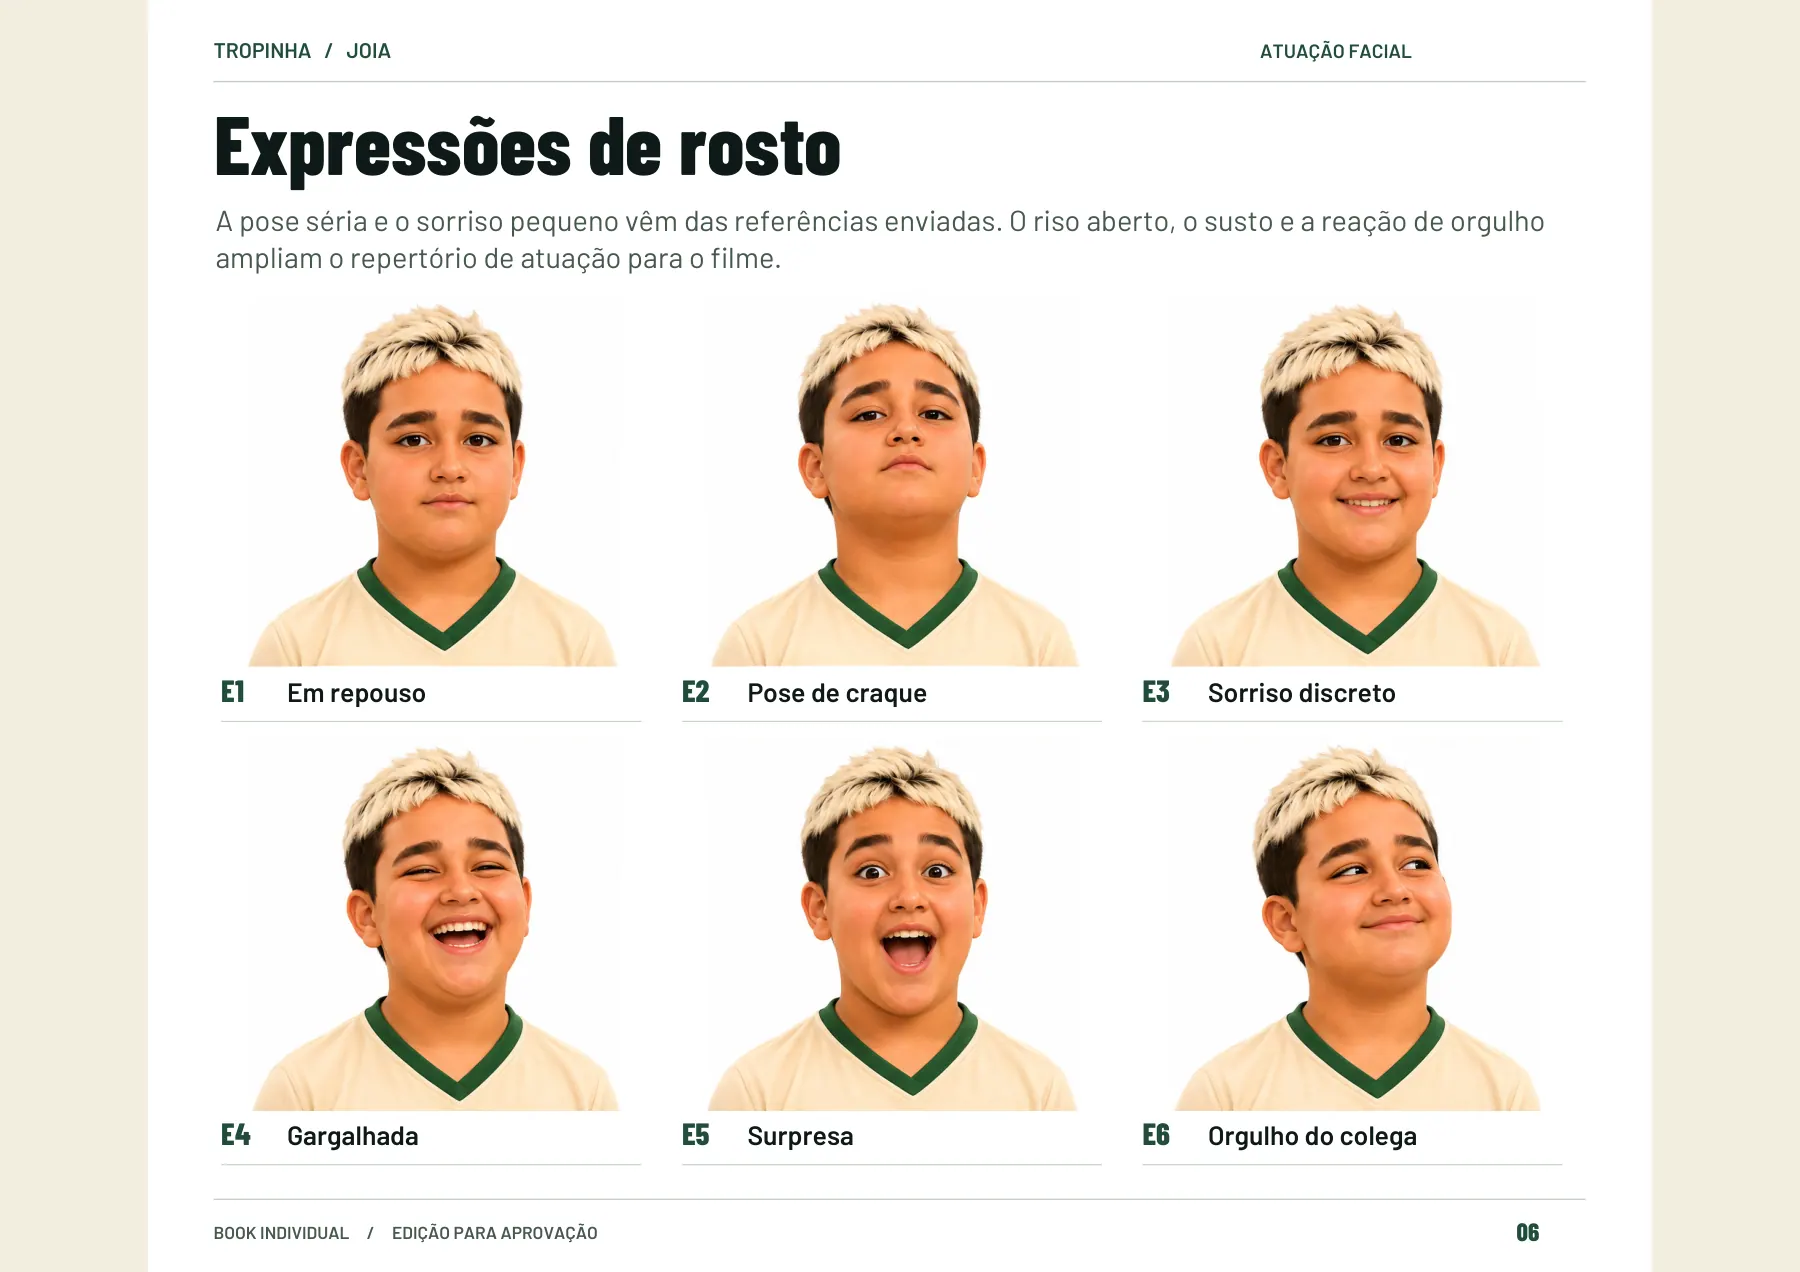 TROPINHA / JOIA
ATUAÇÃO FACIAL
Expressões de rosto
A pose séria e o sorriso pequeno vêm das referências enviadas. O riso aberto, o susto e a reação de orgulho
ampliam o repertório de atuação para o filme.
E1 Em repouso
E2 Pose de craque
E3 Sorriso discreto
E4 Gargalhada
E5 Surpresa
E6 Orgulho do colega
BOOK INDIVIDUAL / EDIÇÃO PARA APROVAÇÃO
06